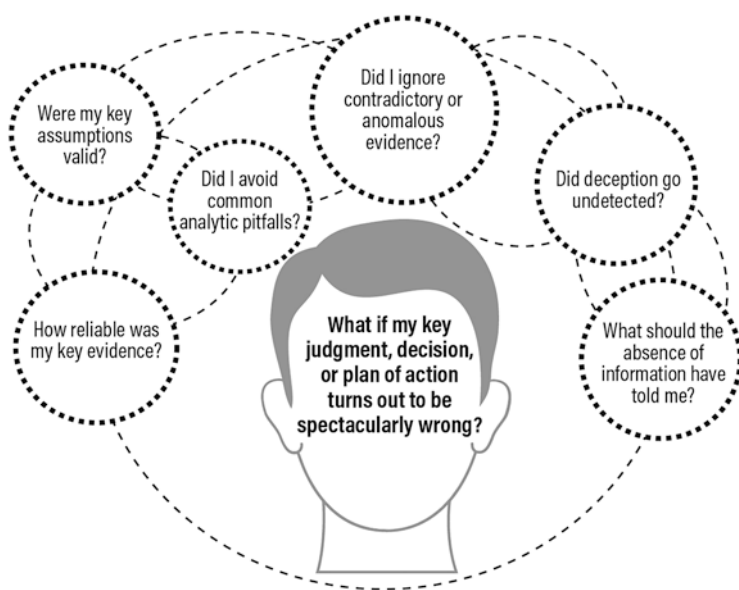 Were my key
assumptions
valid?
Did I avoid
common
analytic pitfalls?
Did I ignore
contradictory or
anomalous
evidence?
Did deception go
undetected?
How reliable was
my key evidence?
What if my key
judgment, decision,
or plan of action
turns out to be
spectacularly wrong?
What should the
absence of
information have
told me?